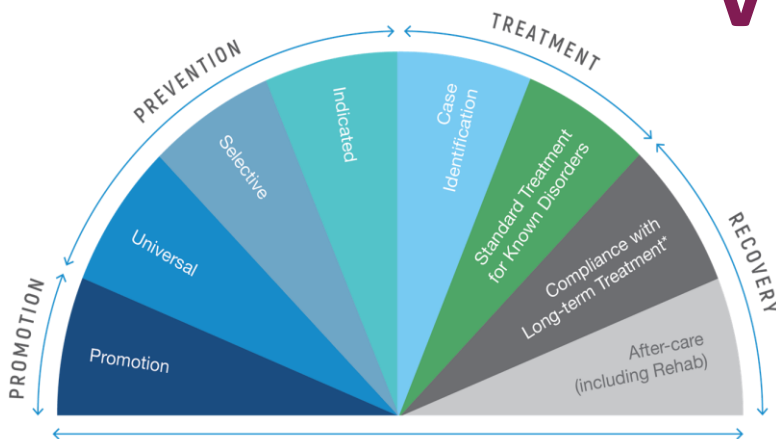 V
TREATMENT
PREVENTION
Indicated
Case
Identification
Selective
Standard Treatment
for Known Disorders
Universal
Compliance with
Long-term Treatment*
RECOVERY
PROMOTION
Promotion
After-care
(including Rehab)